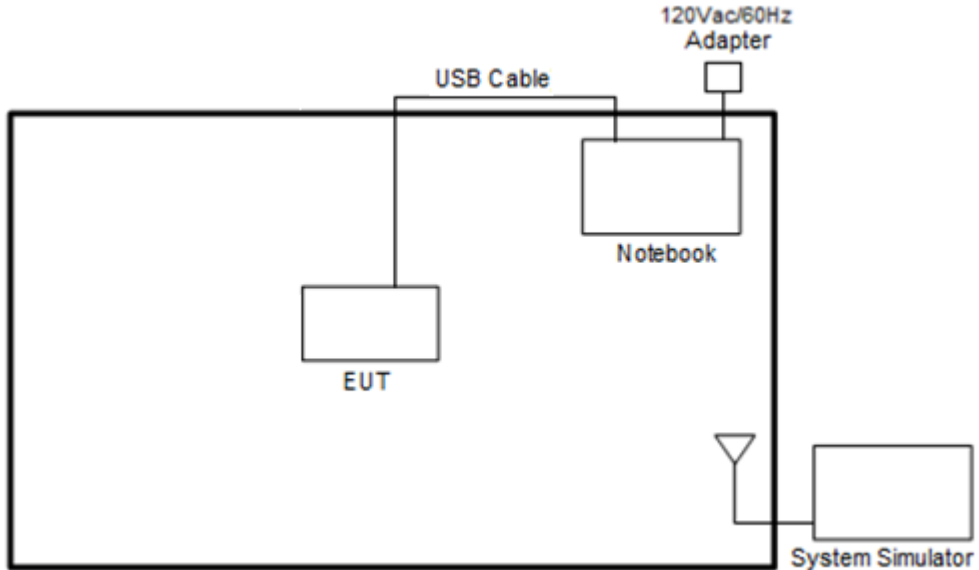 120Vac/60Hz
Adapter
USB Cable
Notebook
EUT
System Simulator